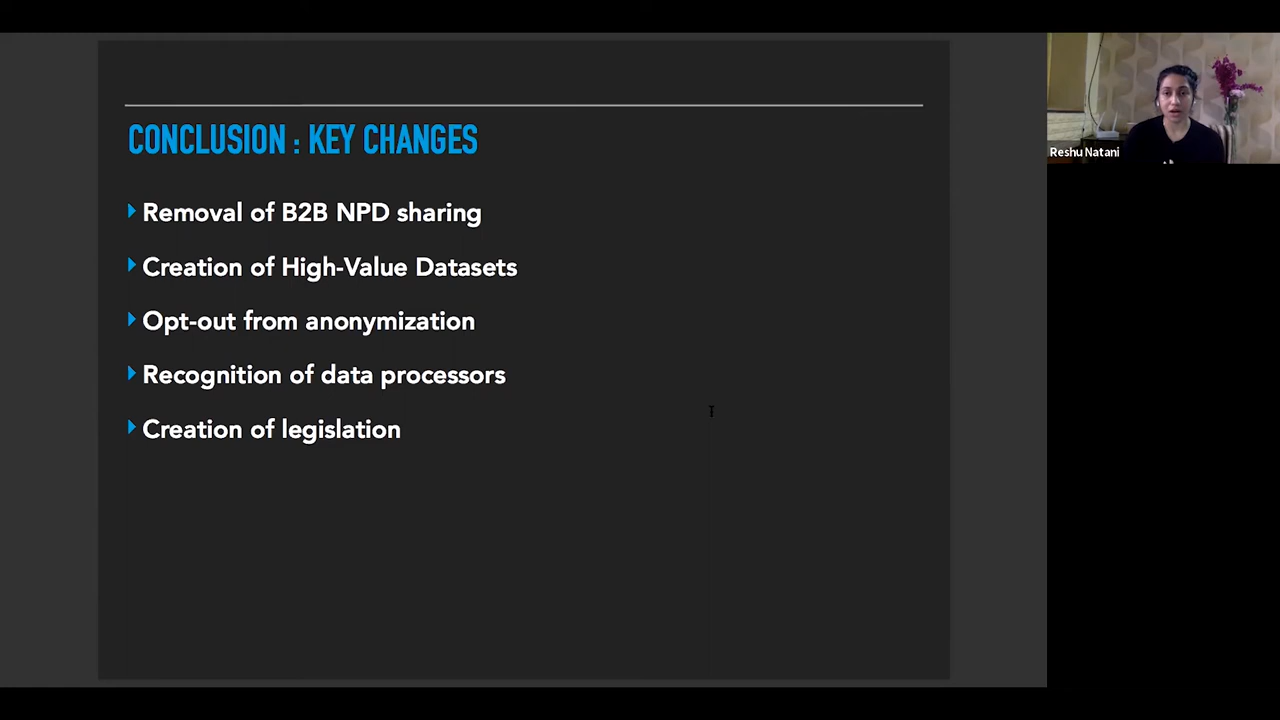 CONCLUSION : KEY CHANGES
Removal of B2B NPD sharing
Creation of High-Value Datasets
Opt-out from anonymization
Recognition of data processors
Creation of legislation
Reshu Natani